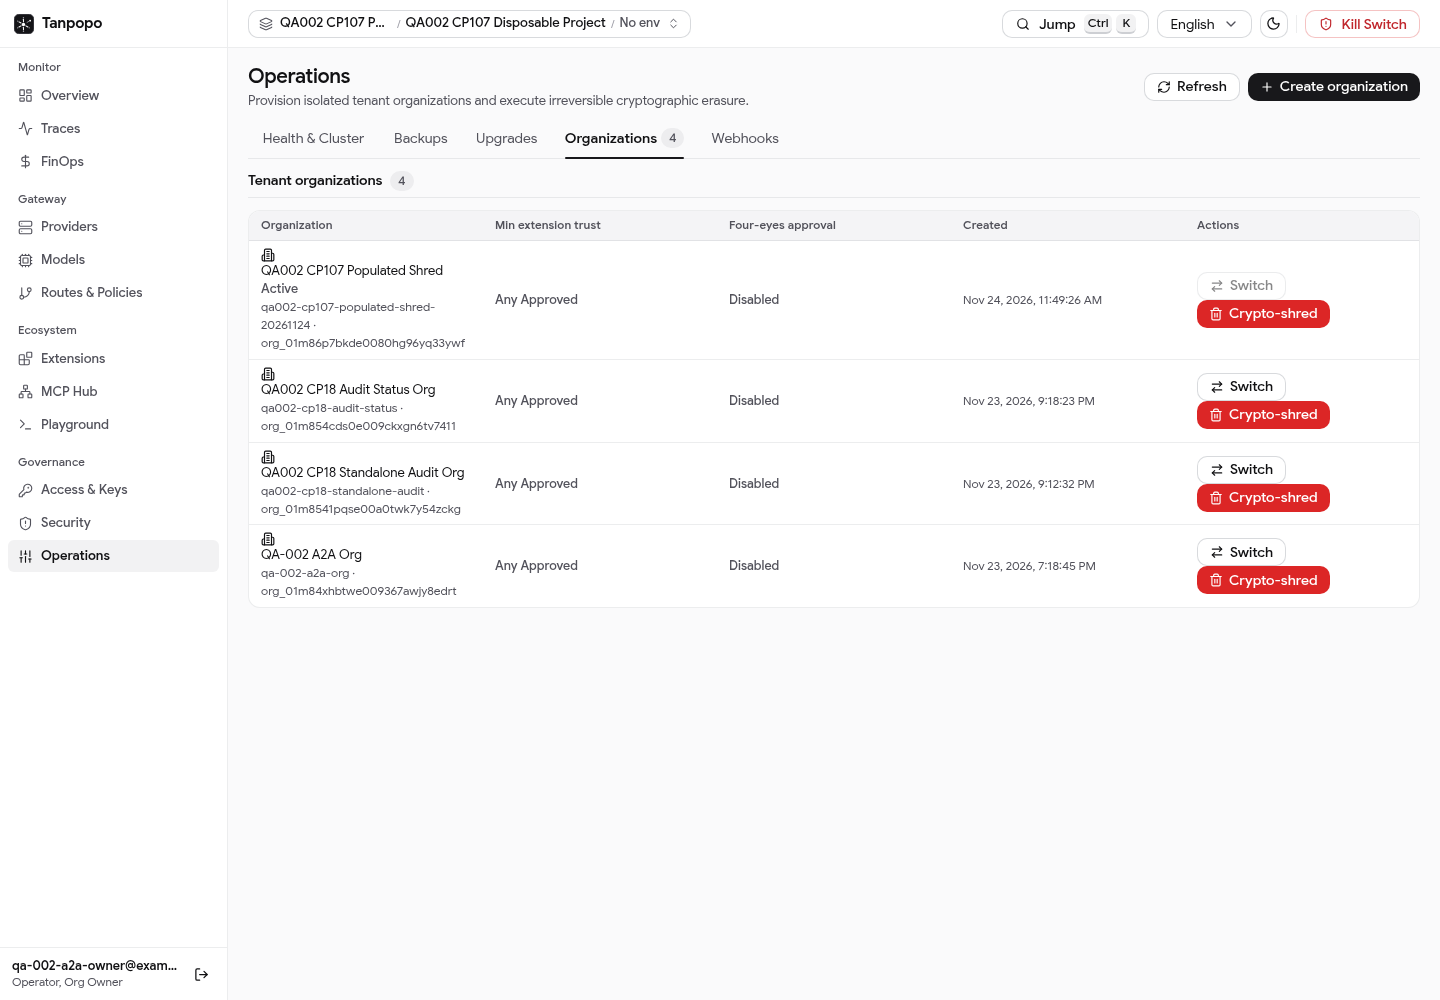 Tanpopo
QA002 CP107 P... / QA002 CP107 Disposable Project / No env
Jump Ctrl K
English
Kill Switch
Monitor
Overview
Traces
FinOps
Gateway
Providers
Models
Routes & Policies
Ecosystem
Extensions
MCP Hub
Playground
Governance
Access & Keys
Security
Operations
qa-002-a2a-owner@exam...
Operator, Org Owner
Operations
Provision isolated tenant organizations and execute irreversible cryptographic erasure.
Refresh
Create organization
Health & Cluster Backups Upgrades Organizations 4 Webhooks
Tenant organizations 4
Organization Min extension trust Four-eyes approval Created Actions
QA002 CP107 Populated Shred
Active
qa002-cp107-populated-shred-
20261124 ·
org_01m86p7bkde0080hg96yq33ywf
Any Approved
Disabled
Nov 24, 2026, 11:49:26 AM
Switch
Crypto-shred
QA002 CP18 Audit Status Org
qa002-cp18-audit-status ·
org_01m854cds0e009ckxgn6tv7411
Any Approved
Disabled
Nov 23, 2026, 9:18:23 PM
Switch
Crypto-shred
QA002 CP18 Standalone Audit Org
qa002-cp18-standalone-audit ·
org_01m8541pqse00a0twk7y54zckg
Any Approved
Disabled
Nov 23, 2026, 9:12:32 PM
Switch
Crypto-shred
QA-002 A2A Org
qa-002-a2a-org ·
org_01m84xhbtwe009367awjy8edrt
Any Approved
Disabled
Nov 23, 2026, 7:18:45 PM
Switch
Crypto-shred